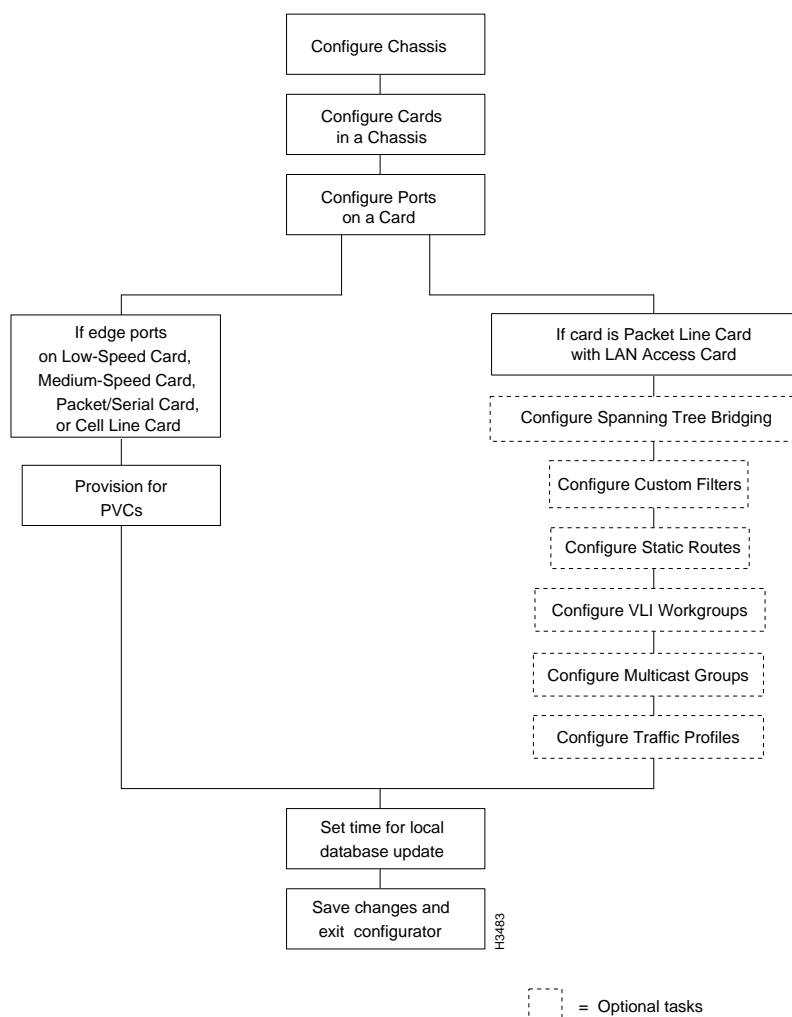 Configure Chassis
Configure Cards
in a Chassis
Configure Ports
on a Card
If edge ports
on Low-Speed Card,
Medium-Speed Card,
Packet/Serial Card,
or Cell Line Card
Provision for
PVCs
If card is Packet Line Card
with LAN Access Card
Configure Spanning Tree Bridging
Configure Custom Filters
Configure Static Routes
Configure VLI Workgroups
Configure Multicast Groups
Configure Traffic Profiles
Set time for local
database update
Save changes and
exit configurator
H3483
= Optional tasks